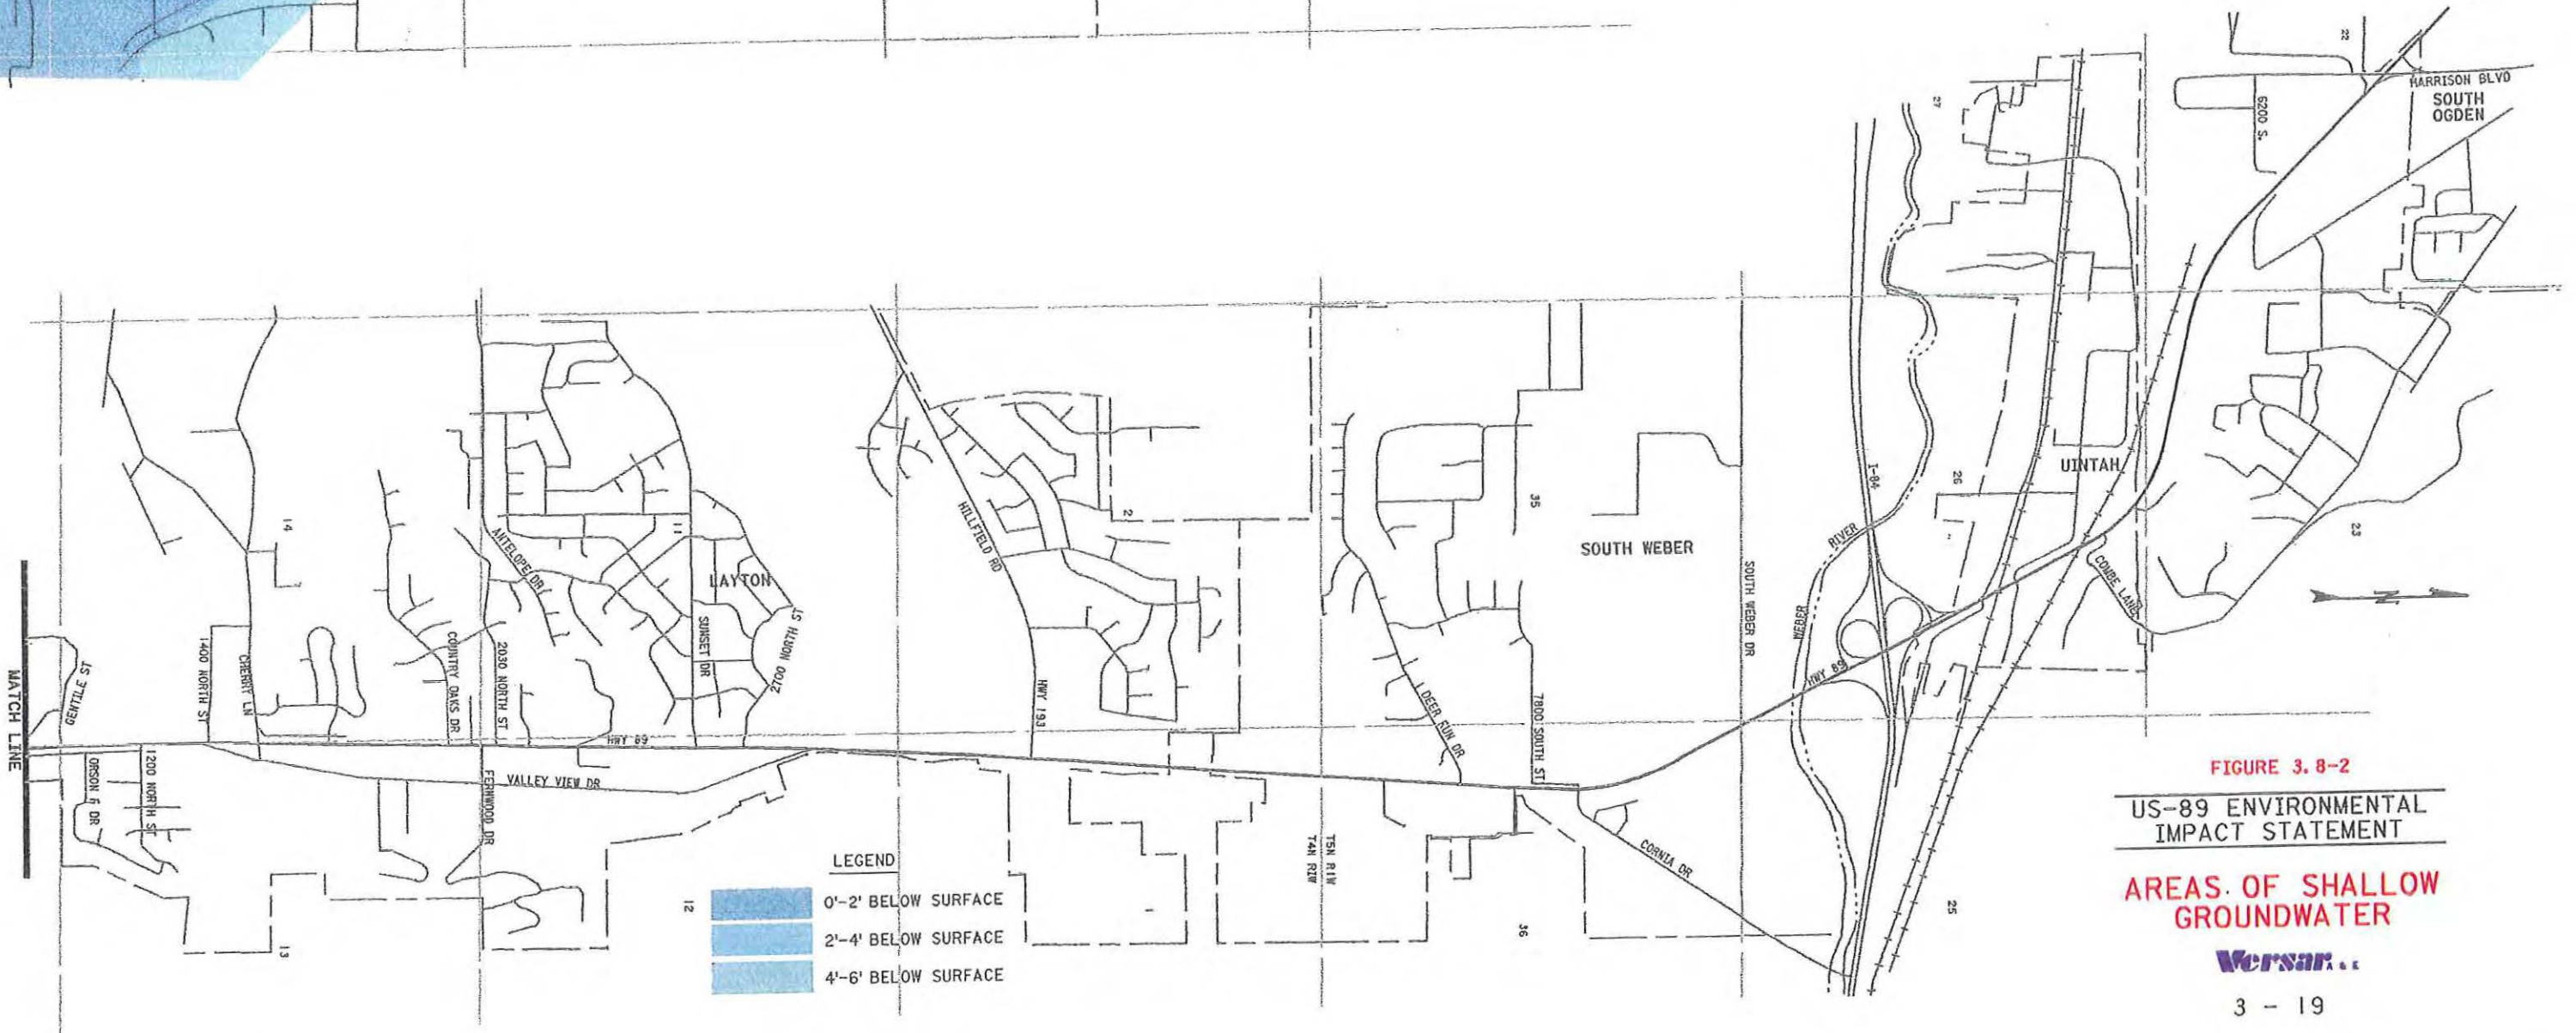 HARRISON BLVD
SOUTH
OGDEN
6200 S.
22
27
I-84
26
UINTAH
23
COMBE LANE
N
RIVER
WEBER
HWY 89
SOUTH WEBER
SOUTH WEBER DR
35
7800 SOUTH ST
DEER RUN DR
2
HILLFIELD RD
HWY 193
LAYTON
11
SUNSET DR
2700 NORTH ST
ANTELOPE DR
2030 NORTH ST
COUNTRY OAKS DR
14
CHERRY LN
1400 NORTH ST
GENTILE ST
MATCH LINE
HWY 89
VALLEY VIEW DR
FERNWOOD DR
1200 NORTH ST
ORSON 6 DR
13
12
T5N R1W
T4N R1W
36
CORNIA DR
25
LEGEND
0'-2' BELOW SURFACE
2'-4' BELOW SURFACE
4'-6' BELOW SURFACE
FIGURE 3.8-2
US-89 ENVIRONMENTAL
IMPACT STATEMENT
AREAS OF SHALLOW
GROUNDWATER
Versar A & E
3 - 19